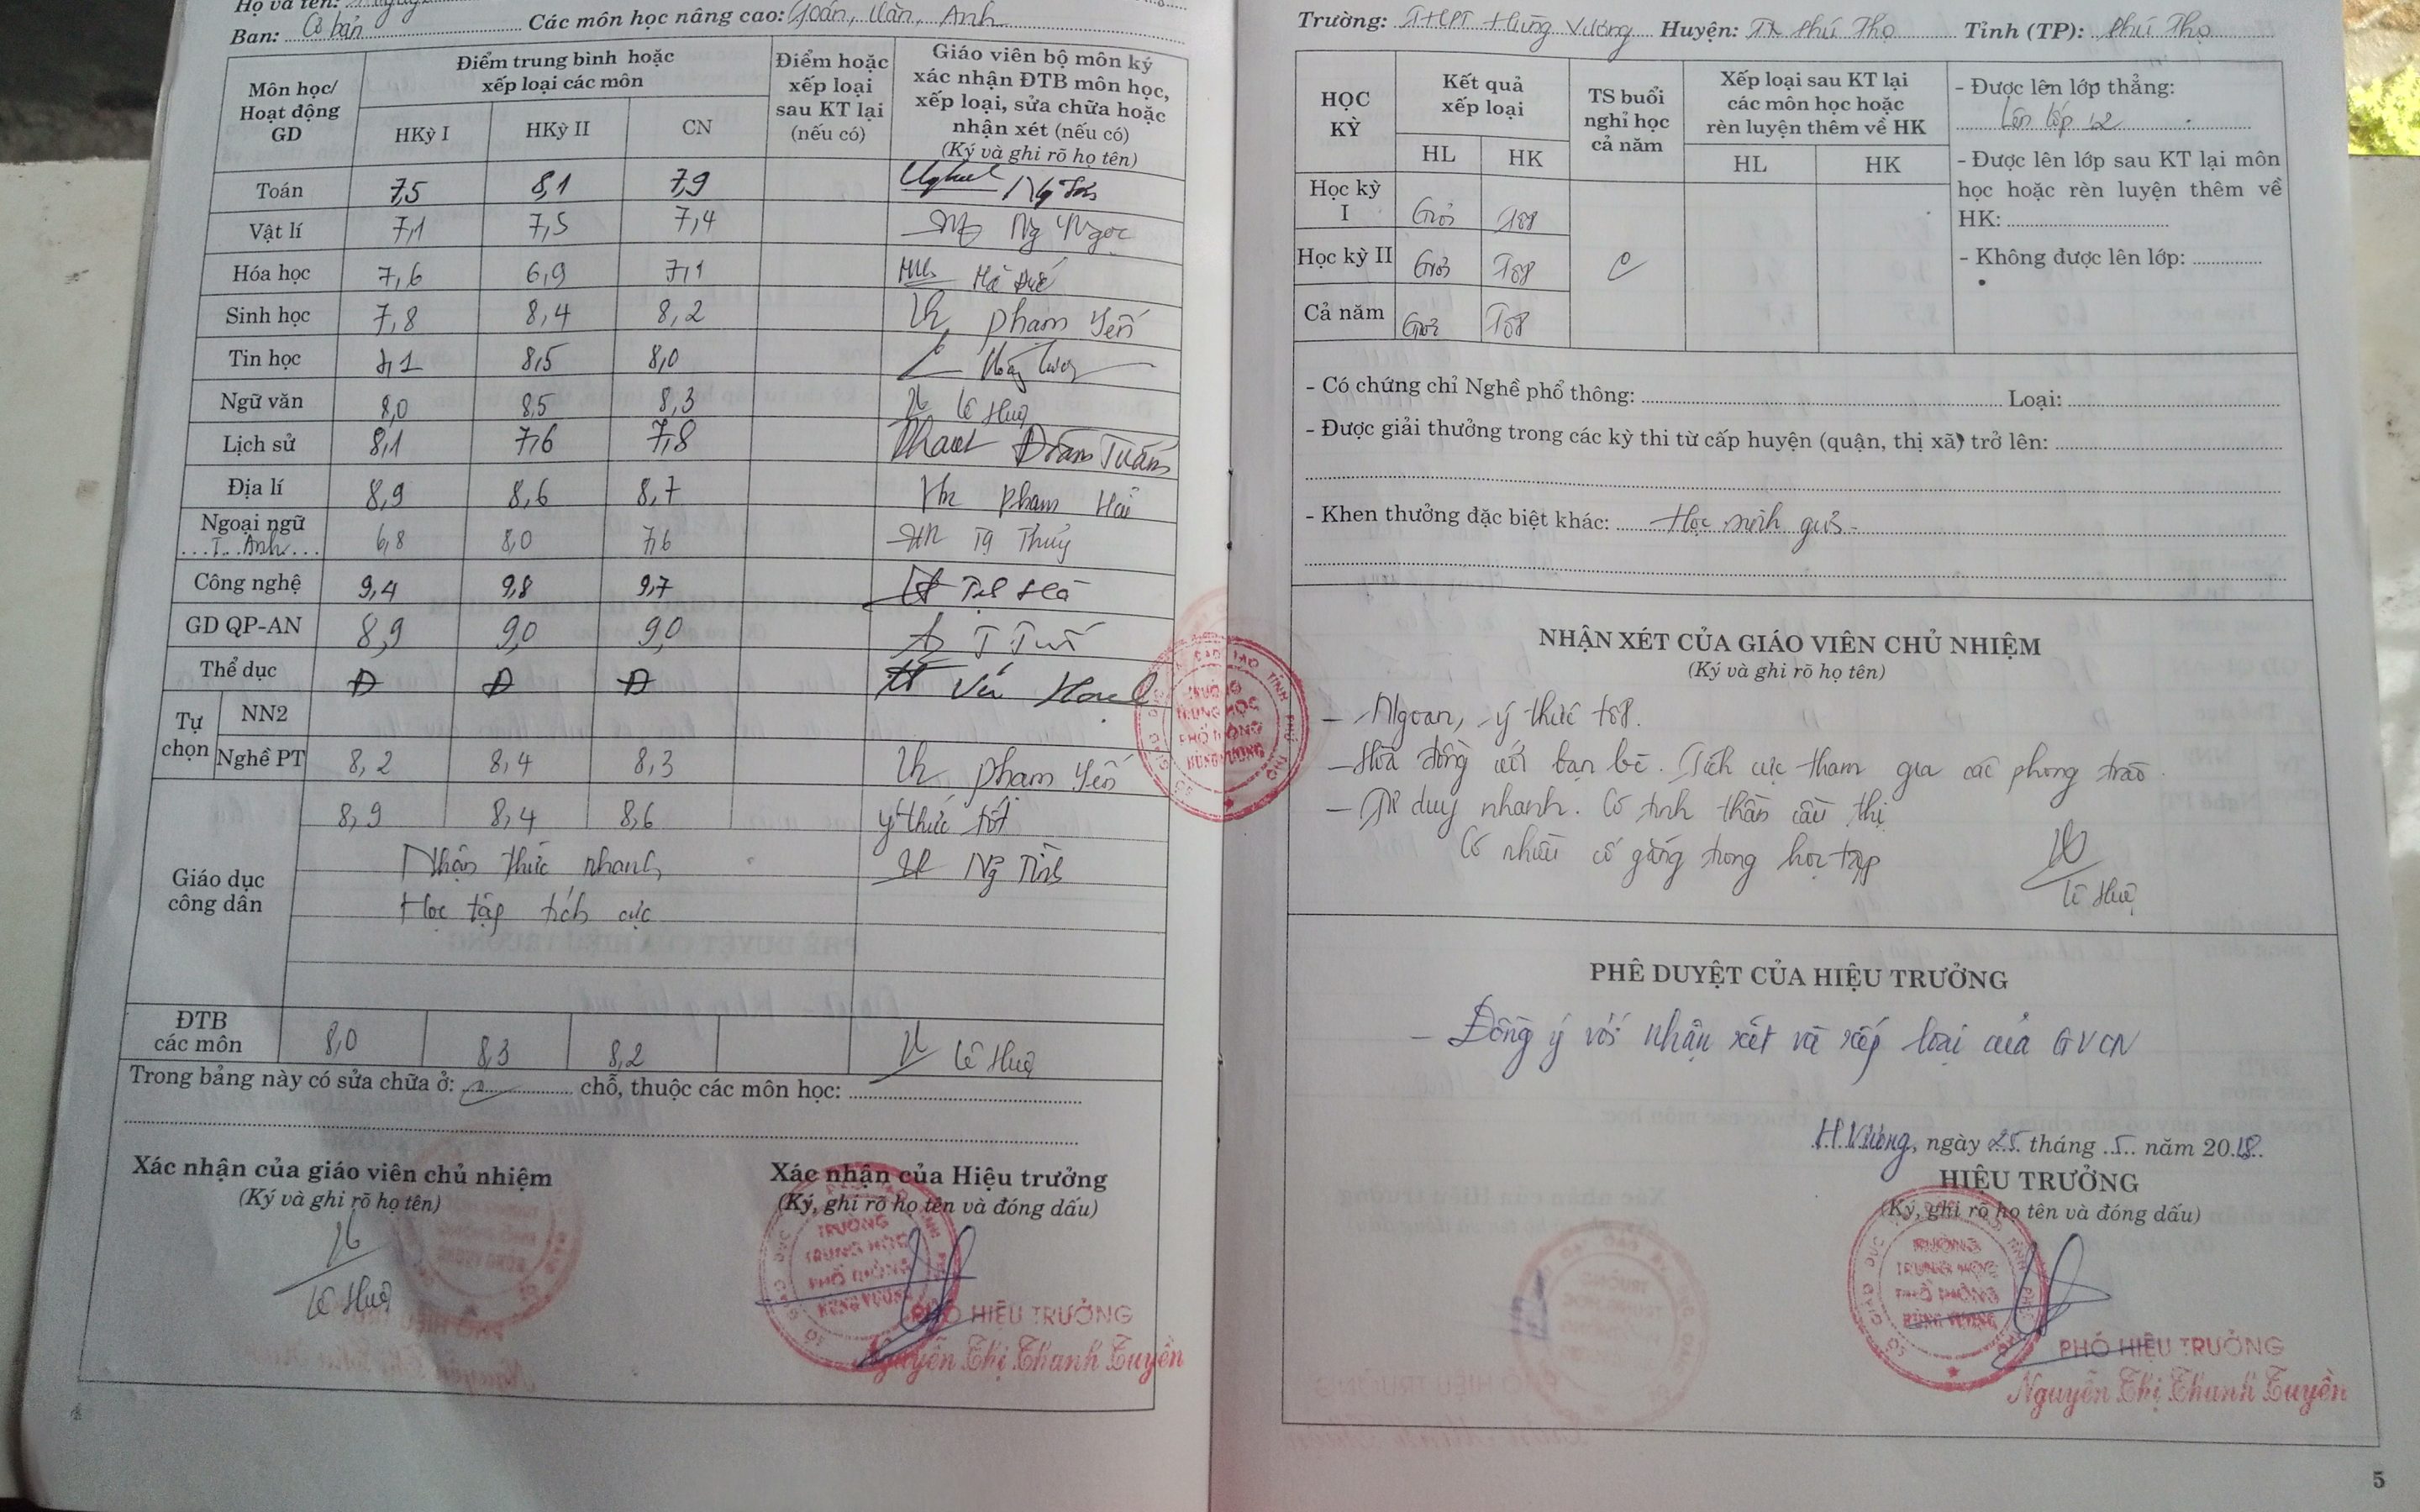 Họ và tên:
Ban: Cơ bản Các môn học nâng cao: Toán, Văn, Anh
Môn học/ Hoạt động GD
Điểm trung bình hoặc xếp loại các môn
HKỳ I HKỳ II CN
Điểm hoặc xếp loại sau KT lại (nếu có)
Giáo viên bộ môn ký xác nhận ĐTB môn học, xếp loại, sửa chữa hoặc nhận xét (nếu có)
(Ký và ghi rõ họ tên)
Toán 7,5 8,1 7,9
Vật lí 7,1 7,5 7,4 Ng Ngọc
Hóa học 7,6 6,9 7,1 Hà Đức
Sinh học 7,8 8,4 8,2 Phạm Yến
Tin học 7,1 8,5 8,0
Ngữ văn 8,0 8,5 8,3 Lê Huệ
Lịch sử 8,1 7,6 7,8 Tuấn
Địa lí 8,9 8,6 8,7 Phạm Hải
Ngoại ngữ T. Anh 6,8 8,0 7,6 Tạ Thủy
Công nghệ 9,4 9,8 9,7 Hà
GD QP-AN 8,9 9,0 9,0
Thể dục Đ Đ Đ
Tự chọn
NN2
Nghề PT 8,2 8,4 8,3 Phạm Yến
Giáo dục công dân
8,9 8,4 8,6 ý thức tốt
Nhận thức nhanh,
Học tập tích cực
ĐTB các môn 8,0 8,3 8,2 Lê Huệ
Trong bảng này có sửa chữa ở: chỗ, thuộc các môn học:
Xác nhận của giáo viên chủ nhiệm
(Ký và ghi rõ họ tên)
Lê Huệ
Xác nhận của Hiệu trưởng
(Ký, ghi rõ họ tên và đóng dấu)
TRƯỜNG
TRUNG HỌC
PHỔ THÔNG
HÙNG VƯƠNG
PHÓ HIỆU TRƯỞNG
Nguyễn Thị Thanh Tuyền
Trường: THPT Hùng Vương Huyện: Tx Phú Thọ Tỉnh (TP): Phú Thọ
HỌC KỲ
Kết quả xếp loại
HL HK
TS buổi nghỉ học cả năm
Xếp loại sau KT lại các môn học hoặc rèn luyện thêm về HK
HL HK
Học kỳ I Giỏi Tốt
Học kỳ II Giỏi Tốt
Cả năm Giỏi Tốt
- Được lên lớp thẳng:
Lên lớp 12
- Được lên lớp sau KT lại môn
học hoặc rèn luyện thêm về
HK:
- Không được lên lớp:
- Có chứng chỉ Nghề phổ thông: Loại:
- Được giải thưởng trong các kỳ thi từ cấp huyện (quận, thị xã) trở lên:
- Khen thưởng đặc biệt khác: Học sinh giỏi
NHẬN XÉT CỦA GIÁO VIÊN CHỦ NHIỆM
(Ký và ghi rõ họ tên)
- Ngoan, ý thức tốt.
- Hòa đồng với bạn bè. Tích cực tham gia các phong trào
- Tư duy nhanh. Có tinh thần cầu thị
Có nhiều cố gắng trong học tập
Lê Huệ
PHÊ DUYỆT CỦA HIỆU TRƯỞNG
- Đồng ý với nhận xét và xếp loại của GVCN
H.Vương, ngày 25 tháng 5 năm 2018
HIỆU TRƯỞNG
(Ký, ghi rõ họ tên và đóng dấu)
TRƯỜNG
TRUNG HỌC
PHỔ THÔNG
HÙNG VƯƠNG
PHÓ HIỆU TRƯỞNG
Nguyễn Thị Thanh Tuyền
5